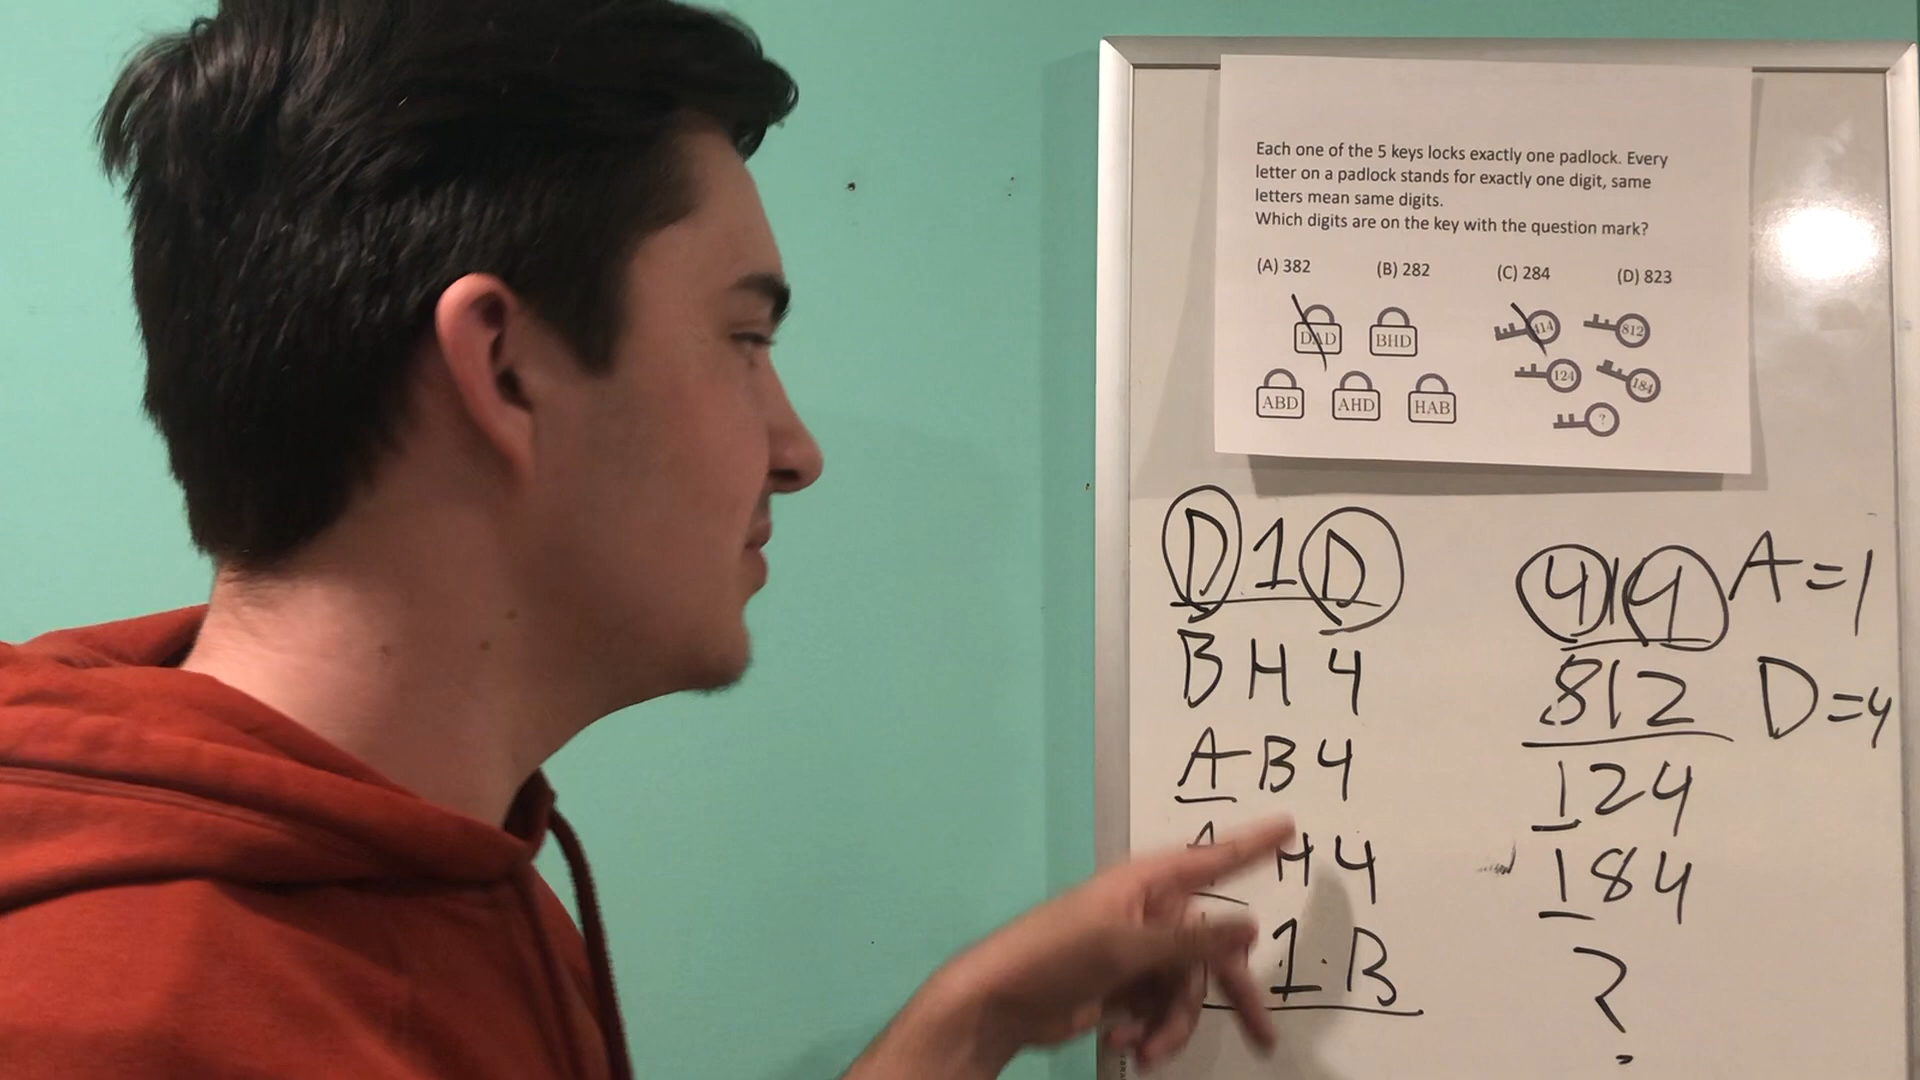 Each one of the 5 keys locks exactly one padlock. Every
letter on a padlock stands for exactly one digit, same
letters mean same digits.
Which digits are on the key with the question mark?
(A) 382 (B) 282 (C) 284 (D) 823
DAD BHD 414 812
124 184
ABD AHD HAB ?
D1D 414 A=1
BH4 812 D=4
AB4 124
H4 184
1B ?